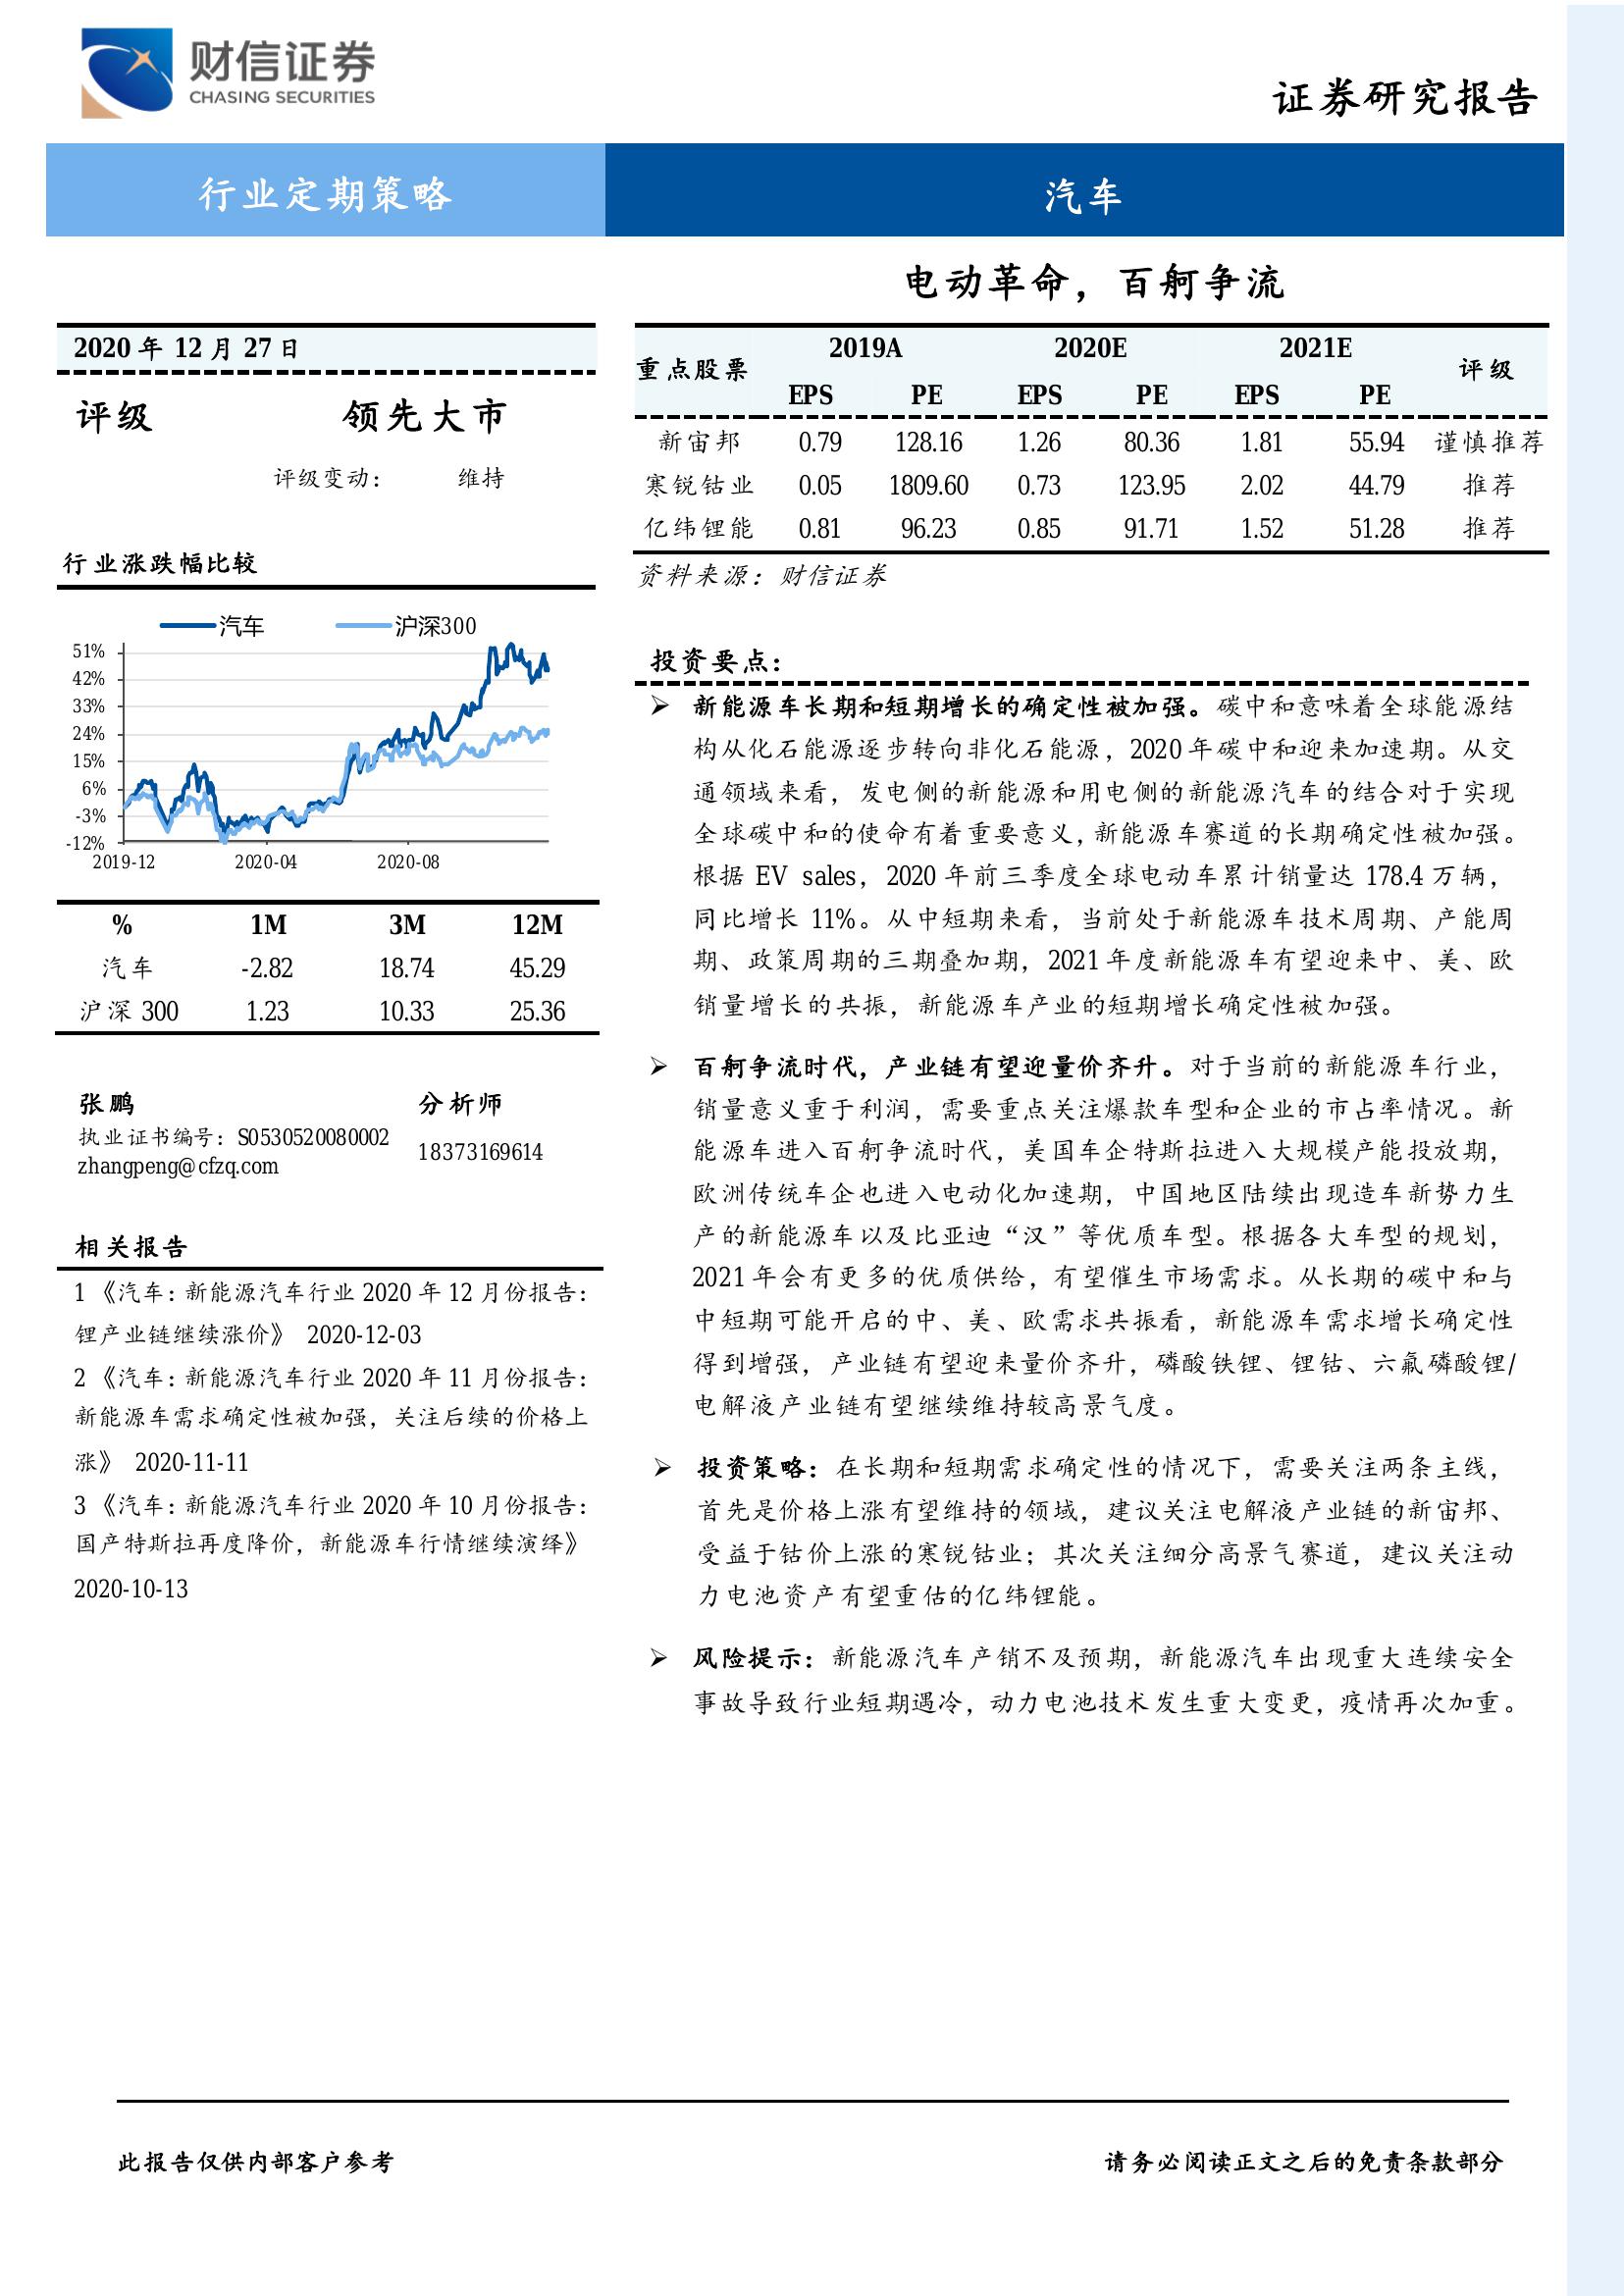 财信证券
CHASING SECURITIES
证券研究报告
行业定期策略
汽车
电动革命，百舸争流
2020 年 12 月 27 日
评级 领先大市
评级变动： 维持
行业涨跌幅比较
汽车 沪深300
51%
42%
33%
24%
15%
6%
-3%
-12%
2019-12 2020-04 2020-08
% 1M 3M 12M
汽车 -2.82 18.74 45.29
沪深 300 1.23 10.33 25.36
张鹏 分析师
执业证书编号：S0530520080002
zhangpeng@cfzq.com
18373169614
相关报告
1 《汽车：新能源汽车行业 2020 年 12 月份报告：
锂产业链继续涨价》 2020-12-03
2 《汽车：新能源汽车行业 2020 年 11 月份报告：
新能源车需求确定性被加强，关注后续的价格上
涨》 2020-11-11
3 《汽车：新能源汽车行业 2020 年 10 月份报告：
国产特斯拉再度降价，新能源车行情继续演绎》
2020-10-13
重点股票 2019A 2020E 2021E 评级
EPS PE EPS PE EPS PE
新宙邦 0.79 128.16 1.26 80.36 1.81 55.94 谨慎推荐
寒锐钴业 0.05 1809.60 0.73 123.95 2.02 44.79 推荐
亿纬锂能 0.81 96.23 0.85 91.71 1.52 51.28 推荐
资料来源：财信证券
投资要点：
➢ 新能源车长期和短期增长的确定性被加强。碳中和意味着全球能源结
构从化石能源逐步转向非化石能源，2020 年碳中和迎来加速期。从交
通领域来看，发电侧的新能源和用电侧的新能源汽车的结合对于实现
全球碳中和的使命有着重要意义，新能源车赛道的长期确定性被加强。
根据 EV sales，2020 年前三季度全球电动车累计销量达 178.4 万辆，
同比增长 11%。从中短期来看，当前处于新能源车技术周期、产能周
期、政策周期的三期叠加期，2021 年度新能源车有望迎来中、美、欧
销量增长的共振，新能源车产业的短期增长确定性被加强。
➢ 百舸争流时代，产业链有望迎量价齐升。对于当前的新能源车行业，
销量意义重于利润，需要重点关注爆款车型和企业的市占率情况。新
能源车进入百舸争流时代，美国车企特斯拉进入大规模产能投放期，
欧洲传统车企也进入电动化加速期，中国地区陆续出现造车新势力生
产的新能源车以及比亚迪“汉”等优质车型。根据各大车型的规划，
2021 年会有更多的优质供给，有望催生市场需求。从长期的碳中和与
中短期可能开启的中、美、欧需求共振看，新能源车需求增长确定性
得到增强，产业链有望迎来量价齐升，磷酸铁锂、锂钴、六氟磷酸锂/
电解液产业链有望继续维持较高景气度。
➢ 投资策略：在长期和短期需求确定性的情况下，需要关注两条主线，
首先是价格上涨有望维持的领域，建议关注电解液产业链的新宙邦、
受益于钴价上涨的寒锐钴业；其次关注细分高景气赛道，建议关注动
力电池资产有望重估的亿纬锂能。
➢ 风险提示：新能源汽车产销不及预期，新能源汽车出现重大连续安全
事故导致行业短期遇冷，动力电池技术发生重大变更，疫情再次加重。
此报告仅供内部客户参考
请务必阅读正文之后的免责条款部分